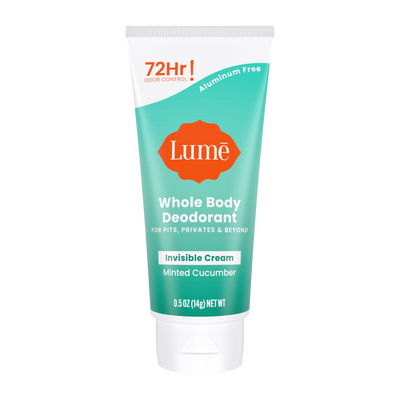 72Hr!
ODOR CONTROL
Aluminum Free
Lumē
Whole Body
Deodorant
FOR PITS, PRIVATES & BEYOND
Invisible Cream
Minted Cucumber
0.5 OZ (14g) NET WT